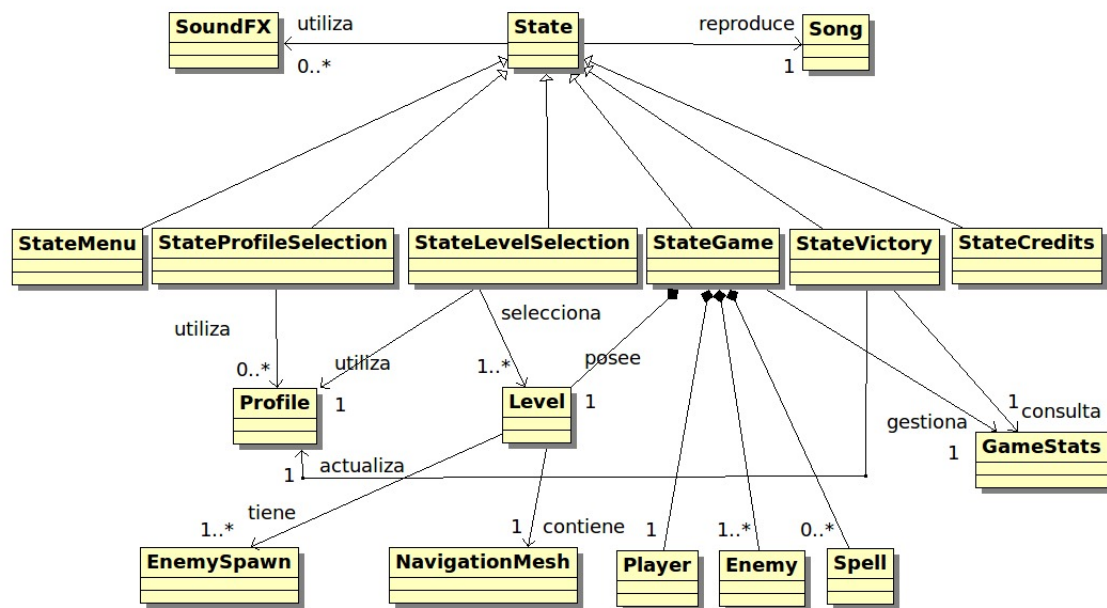 SoundFX
utiliza
0..*
State
reproduce
1
Song
StateMenu
StateProfileSelection
StateLevelSelection
StateGame
StateVictory
StateCredits
utiliza
0..*
utiliza
1
selecciona
1..*
posee
1
Profile
Level
gestiona
1
1
consulta
GameStats
1
actualiza
tiene
1..*
1
contiene
1
1..*
0..*
EnemySpawn
NavigationMesh
Player
Enemy
Spell